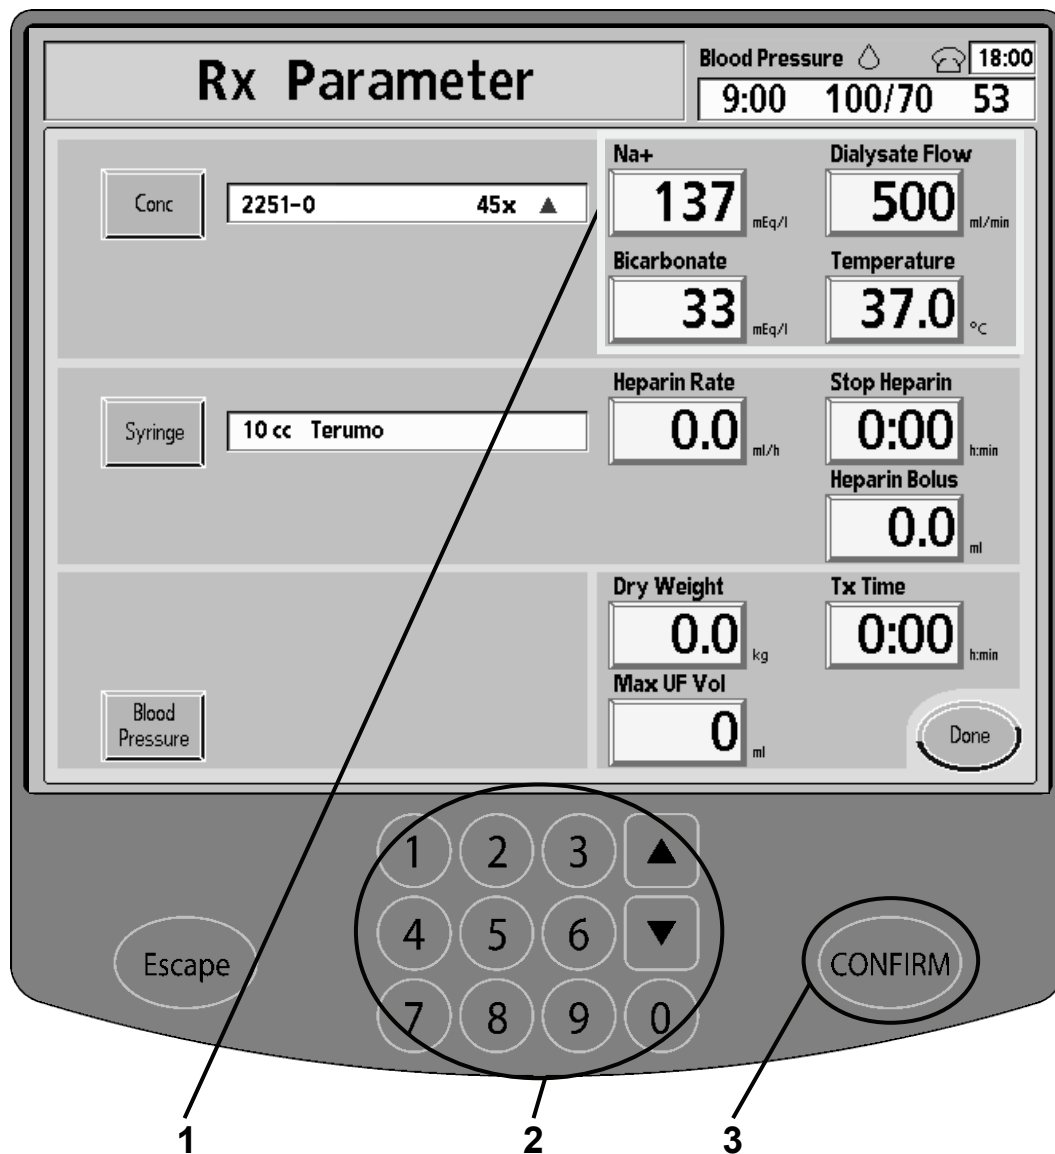 Rx Parameter
Blood Pressure 18:00
9:00 100/70 53
Na+ Dialysate Flow
Conc 2251-0 45x ▲ 137 mEq/l 500 ml/min
Bicarbonate Temperature
33 mEq/l 37.0 °C
Heparin Rate Stop Heparin
Syringe 10 cc Terumo 0.0 ml/h 0:00 h:min
Heparin Bolus
0.0 ml
Dry Weight Tx Time
0.0 kg 0:00 h:min
Max UF Vol
Blood
Pressure
0 ml
Done
1 2 3 ▲
4 5 6 ▼
Escape
CONFIRM
7 8 9 0
1 2 3